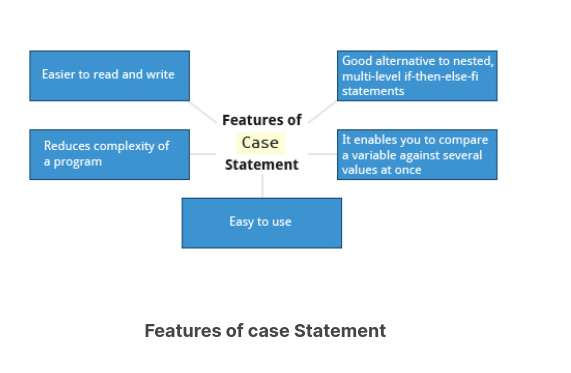 Easier to read and write
Good alternative to nested,
multi-level if-then-else-fi
statements
Features of
Case
Statement
Reduces complexity of
a program
It enables you to compare
a variable against several
values at once
Easy to use
Features of case Statement